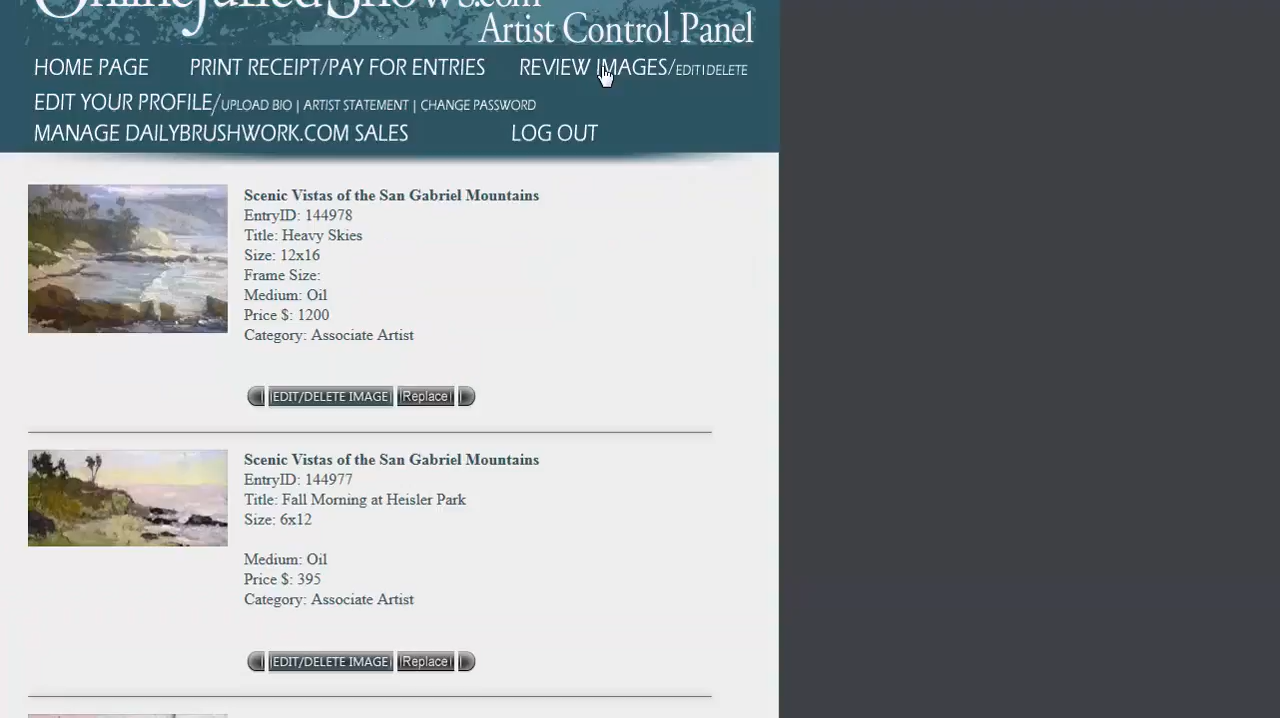 OnlineJuriedShows.com
Artist Control Panel
HOME PAGE PRINT RECEIPT/PAY FOR ENTRIES REVIEW IMAGES/EDIT|DELETE
EDIT YOUR PROFILE/UPLOAD BIO | ARTIST STATEMENT | CHANGE PASSWORD
MANAGE DAILYBRUSHWORK.COM SALES LOG OUT
Scenic Vistas of the San Gabriel Mountains
EntryID: 144978
Title: Heavy Skies
Size: 12x16
Frame Size:
Medium: Oil
Price $: 1200
Category: Associate Artist
EDIT/DELETE IMAGE Replace
Scenic Vistas of the San Gabriel Mountains
EntryID: 144977
Title: Fall Morning at Heisler Park
Size: 6x12
Medium: Oil
Price $: 395
Category: Associate Artist
EDIT/DELETE IMAGE Replace